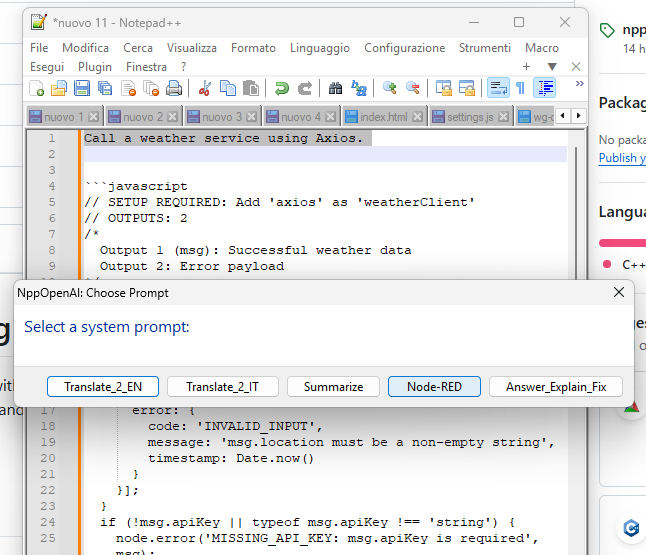 *nuovo 11 - Notepad++
File Modifica Cerca Visualizza Formato Linguaggio Configurazione Strumenti Macro
Esegui Plugin Finestra ?
nuovo 1 nuovo 2 nuovo 3 nuovo 4 index.html settings.js
1 Call a weather service using Axios.
2
3
4 ```javascript
5 // SETUP REQUIRED: Add 'axios' as 'weatherClient'
6 // OUTPUTS: 2
7 /*
8 Output 1 (msg): Successful weather data
9 Output 2: Error payload
NppOpenAI: Choose Prompt
Select a system prompt:
Translate_2_EN Translate_2_IT Summarize Node-RED Answer_Explain_Fix
17 error: {
18 code: 'INVALID_INPUT',
19 message: 'msg.location must be a non-empty string',
20 timestamp: Date.now()
21 }
22 }];
23 }
24 if (!msg.apiKey || typeof msg.apiKey !== 'string') {
25 node.error('MISSING_API_KEY: msg.apiKey is required',
msg);
npp
14 h
Packag
No packa
Publish y
Langua
C++